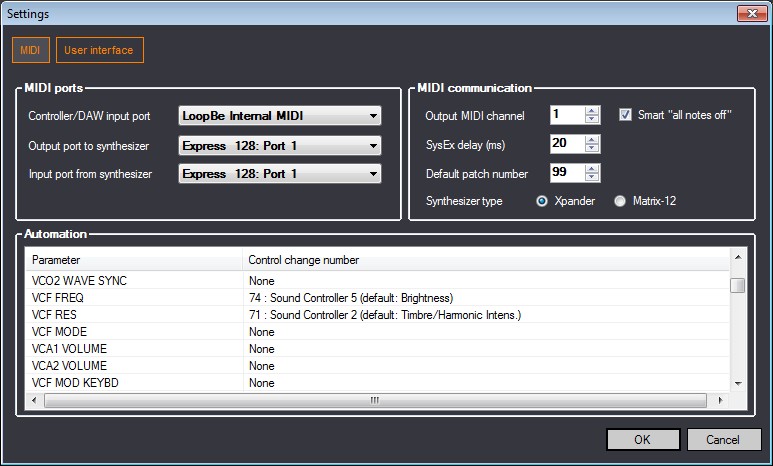 Settings
MIDI User interface
MIDI ports
Controller/DAW input port LoopBe Internal MIDI
Output port to synthesizer Express 128: Port 1
Input port from synthesizer Express 128: Port 1
MIDI communication
Output MIDI channel 1 Smart "all notes off"
SysEx delay (ms) 20
Default patch number 99
Synthesizer type Xpander Matrix-12
Automation
Parameter Control change number
VCO2 WAVE SYNC None
VCF FREQ 74 : Sound Controller 5 (default: Brightness)
VCF RES 71 : Sound Controller 2 (default: Timbre/Harmonic Intens.)
VCF MODE None
VCA1 VOLUME None
VCA2 VOLUME None
VCF MOD KEYBD None
OK Cancel